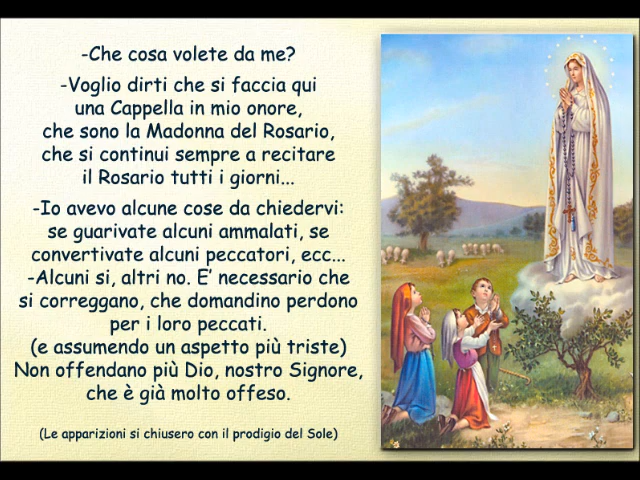 -Che cosa volete da me?
-Voglio dirti che si faccia qui
una Cappella in mio onore,
che sono la Madonna del Rosario,
che si continui sempre a recitare
il Rosario tutti i giorni...
-Io avevo alcune cose da chiedervi:
se guarivate alcuni ammalati, se
convertivate alcuni peccatori, ecc...
-Alcuni si, altri no. E' necessario che
si correggano, che domandino perdono
per i loro peccati.
(e assumendo un aspetto più triste)
Non offendano più Dio, nostro Signore,
che è già molto offeso.
(Le apparizioni si chiusero con il prodigio del Sole)